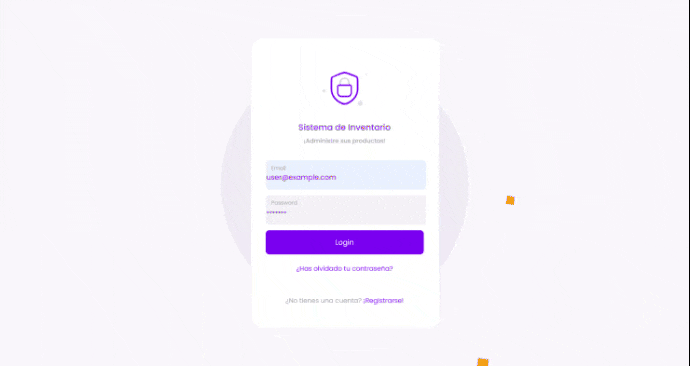 Sistema de Inventario
¡Administre sus productos!
Email
user@example.com
Password
•••••••
Login
¿Has olvidado tu contraseña?
¿No tienes una cuenta? ¡Registrarse!